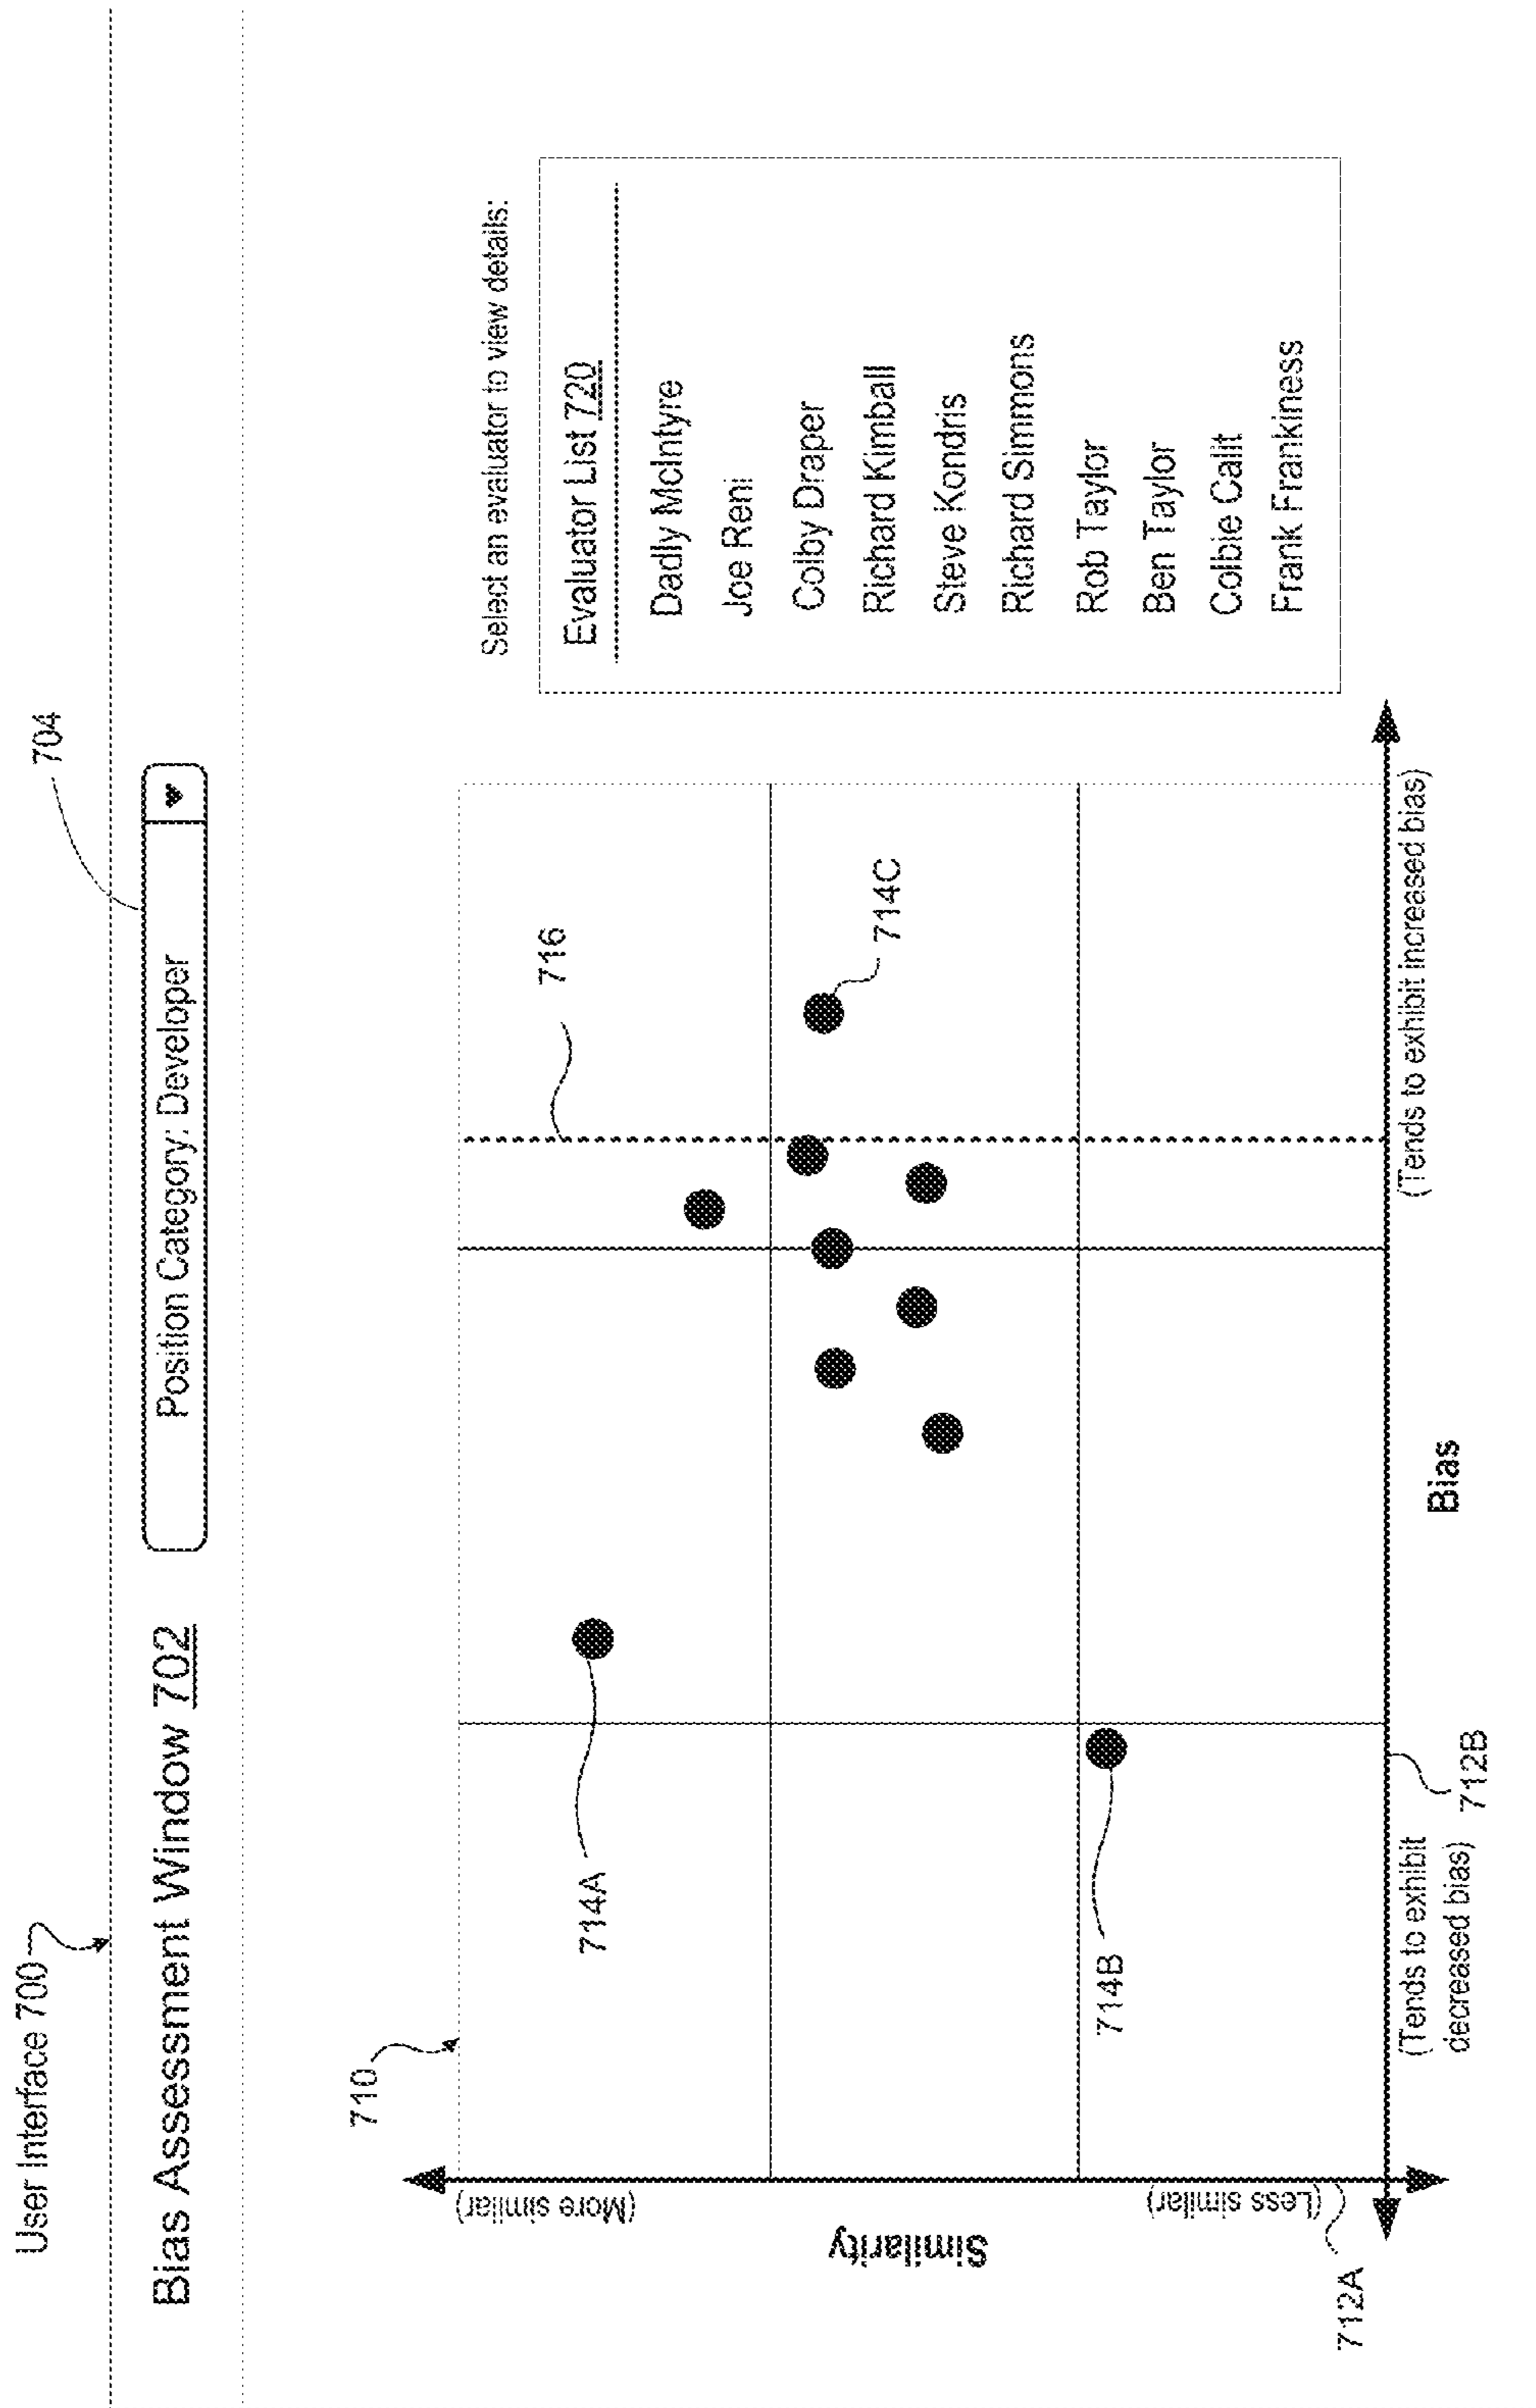 User Interface 700
Bias Assessment Window 702
Position Category: Developer
704
710
716
Select an evaluator to view details:
Evaluator List 720
Dadly McIntyre
Joe Reni
Colby Draper
Richard Kimball
Steve Kondris
Richard Simmons
Rob Taylor
Ben Taylor
Colbie Calit
Frank Frankiness
714A
714B
714C
(More similar)
Similarity
(Less similar)
712A
(Tends to exhibit
decreased bias)
712B
Bias
(Tends to exhibit increased bias)